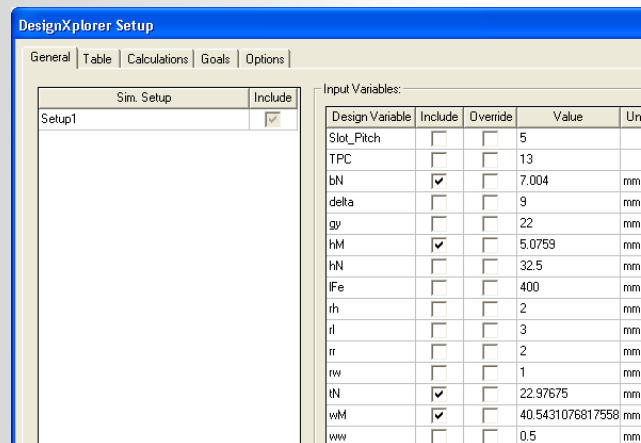 DesignXplorer Setup
General Table Calculations Goals Options
Sim. Setup Include
Setup1
Input Variables:
Design Variable Include Override Value Un
Slot_Pitch 5
TPC 13
bN 7.004 mm
delta 9 mm
gy 22 mm
hM 5.0759 mm
hN 32.5 mm
lFe 400 mm
rh 2 mm
rl 3 mm
rr 2 mm
rw 1 mm
tN 22.97675 mm
wM 40.5431076817558 mm
ww 0.5 mm